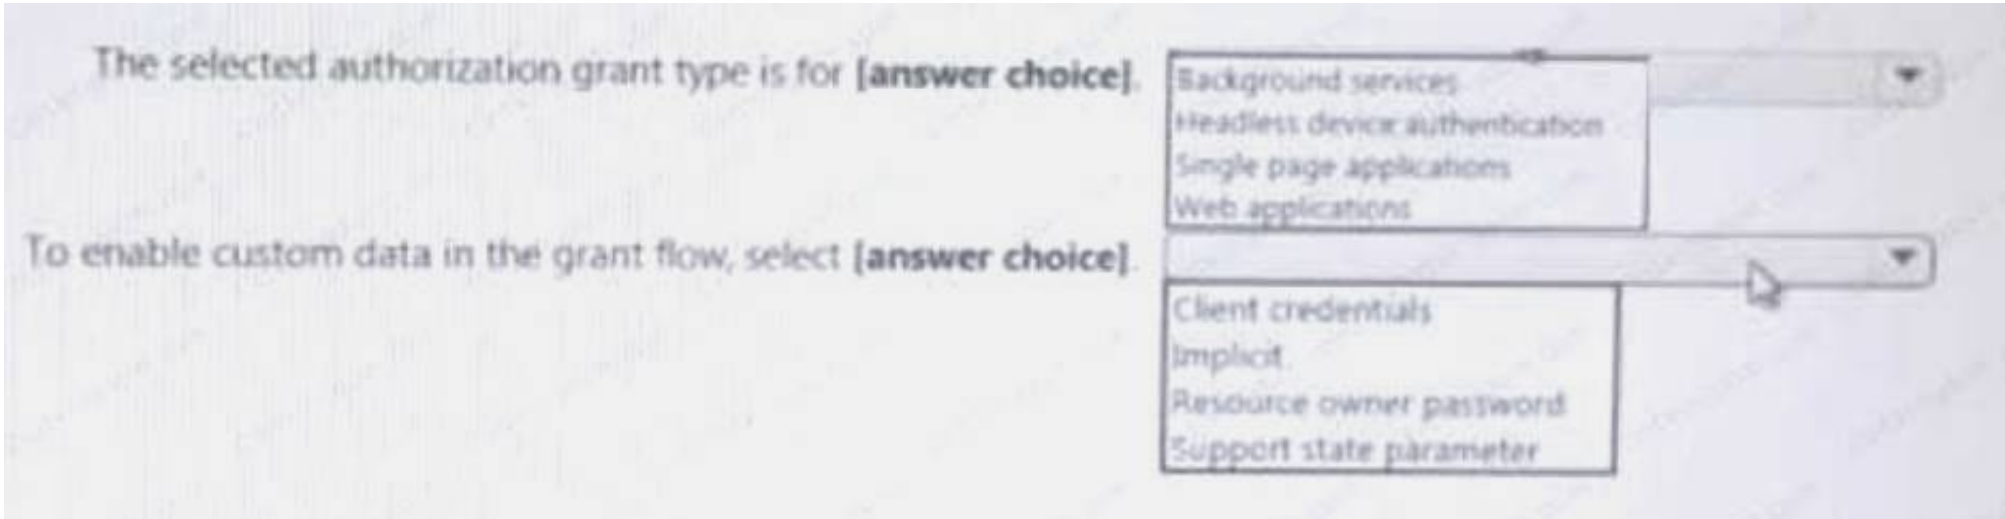 The selected authorization grant type is for [answer choice].
Background services
Headless device authentication
Single page applications
Web applications
To enable custom data in the grant flow, select [answer choice].
Client credentials
Implicit
Resource owner password
Support state parameter